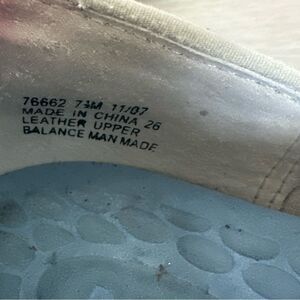 76662 7½M 11/07
MADE IN CHINA 26
LEATHER UPPER
BALANCE MAN MADE